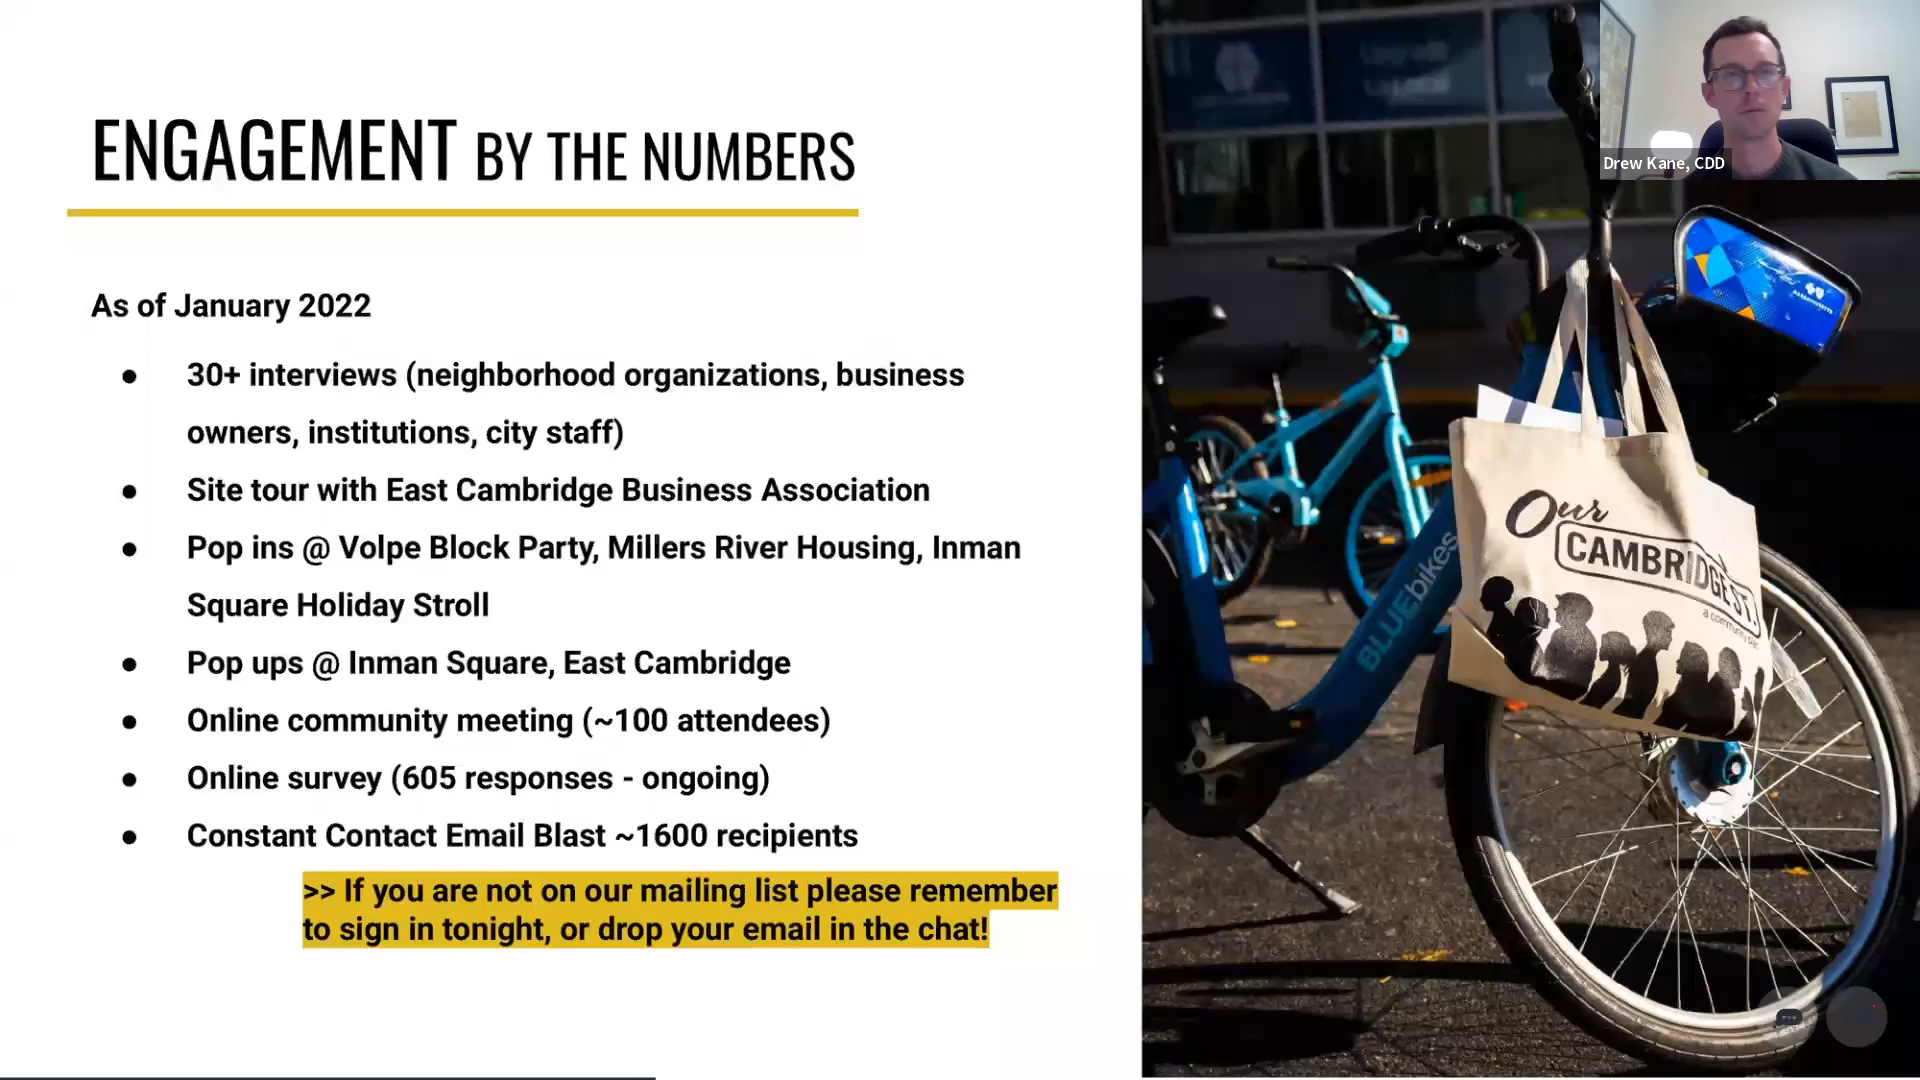 ENGAGEMENT BY THE NUMBERS
As of January 2022
● 30+ interviews (neighborhood organizations, business
owners, institutions, city staff)
● Site tour with East Cambridge Business Association
● Pop ins @ Volpe Block Party, Millers River Housing, Inman
Square Holiday Stroll
● Pop ups @ Inman Square, East Cambridge
● Online community meeting (~100 attendees)
● Online survey (605 responses - ongoing)
● Constant Contact Email Blast ~1600 recipients
>> If you are not on our mailing list please remember
to sign in tonight, or drop your email in the chat!
Drew Kane, CDD
BLUEbikes
Our
CAMBRIDGE ST.
a community